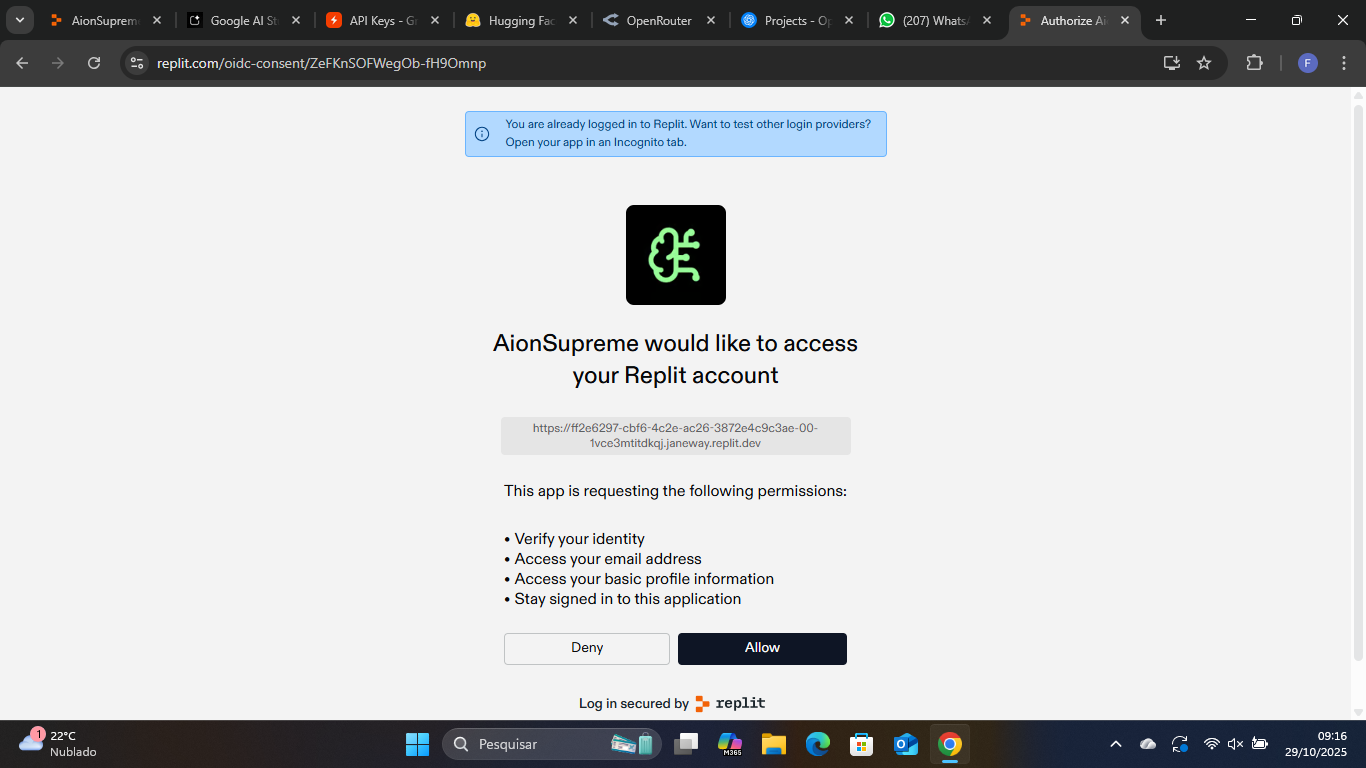 AionSupreme
Google AI St
API Keys - Gr
Hugging Fac
OpenRouter
Projects - Op
(207) Whats
Authorize Ai
replit.com/oidc-consent/ZeFKnSOFWegOb-fH9Omnp
F
You are already logged in to Replit. Want to test other login providers?
Open your app in an Incognito tab.
AionSupreme would like to access
your Replit account
https://ff2e6297-cbf6-4c2e-ac26-3872e4c9c3ae-00-
1vce3mtitdkqj.janeway.replit.dev
This app is requesting the following permissions:
• Verify your identity
• Access your email address
• Access your basic profile information
• Stay signed in to this application
Deny
Allow
Log in secured by replit
1
22°C
Nublado
Pesquisar
M365
09:16
29/10/2025